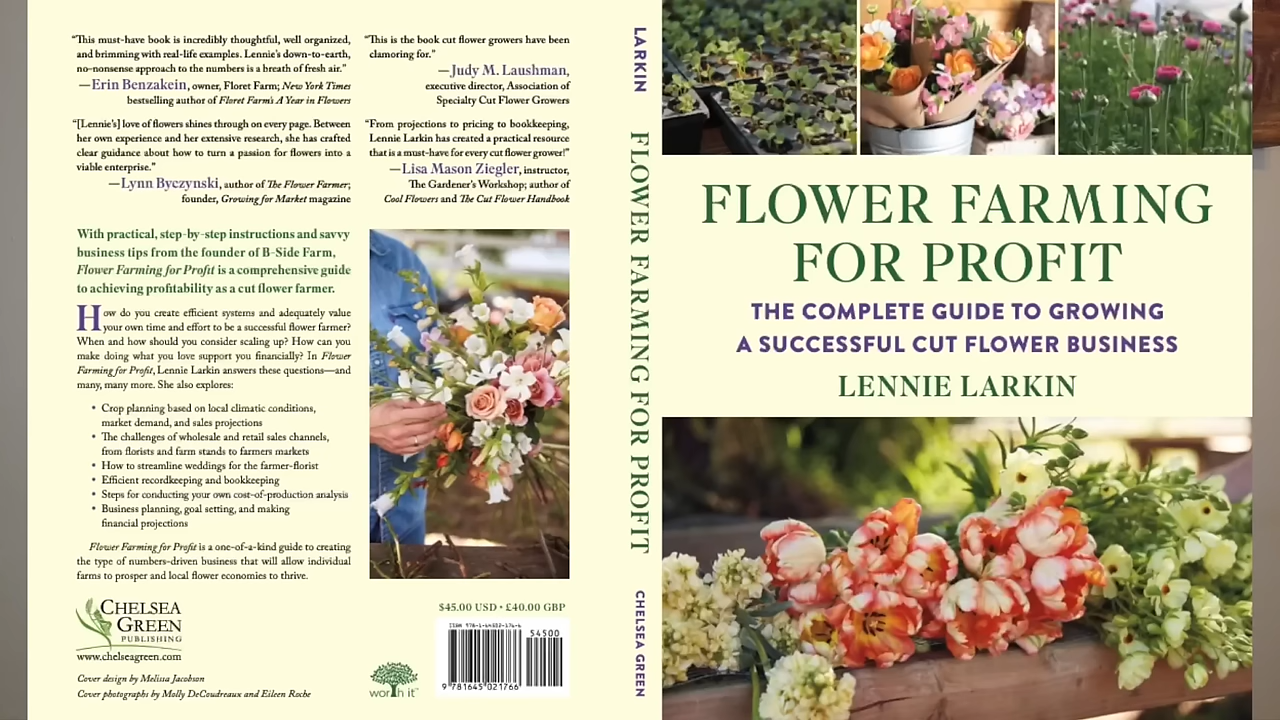 “This must-have book is incredibly thoughtful, well organized,
and brimming with real-life examples. Lennie’s down-to-earth,
no-nonsense approach to the numbers is a breath of fresh air.”
—Erin Benzakein, owner, Floret Farm; New York Times
bestselling author of Floret Farm’s A Year in Flowers
“[Lennie’s] love of flowers shines through on every page. Between
her own experience and her extensive research, she has crafted
clear guidance about how to turn a passion for flowers into a
viable enterprise.”
—Lynn Byczynski, author of The Flower Farmer;
founder, Growing for Market magazine
“This is the book cut flower growers have been
clamoring for.”
—Judy M. Laushman,
executive director, Association of
Specialty Cut Flower Growers
“From projections to pricing to bookkeeping,
Lennie Larkin has created a practical resource
that is a must-have for every cut flower grower!”
—Lisa Mason Ziegler, instructor,
The Gardener’s Workshop; author of
Cool Flowers and The Cut Flower Handbook
With practical, step-by-step instructions and savvy
business tips from the founder of B-Side Farm,
Flower Farming for Profit is a comprehensive guide
to achieving profitability as a cut flower farmer.
How do you create efficient systems and adequately value
your own time and effort to be a successful flower farmer?
When and how should you consider scaling up? How can you
make doing what you love support you financially? In Flower
Farming for Profit, Lennie Larkin answers these questions—and
many, many more. She also explores:
• Crop planning based on local climatic conditions,
market demand, and sales projections
• The challenges of wholesale and retail sales channels,
from florists and farm stands to farmers markets
• How to streamline weddings for the farmer-florist
• Efficient recordkeeping and bookkeeping
• Steps for conducting your own cost-of-production analysis
• Business planning, goal setting, and making
financial projections
Flower Farming for Profit is a one-of-a-kind guide to creating
the type of numbers-driven business that will allow individual
farms to prosper and local flower economies to thrive.
CHELSEA
GREEN
PUBLISHING
www.chelseagreen.com
Cover design by Melissa Jacobson
Cover photographs by Molly DeCoudreaux and Eileen Roche
worth it™
$45.00 USD • £40.00 GBP
ISBN 978-1-64502-176-6
54500
9 781645 021766
LARKIN
FLOWER FARMING FOR PROFIT
CHELSEA GREEN
FLOWER FARMING
FOR PROFIT
THE COMPLETE GUIDE TO GROWING
A SUCCESSFUL CUT FLOWER BUSINESS
LENNIE LARKIN